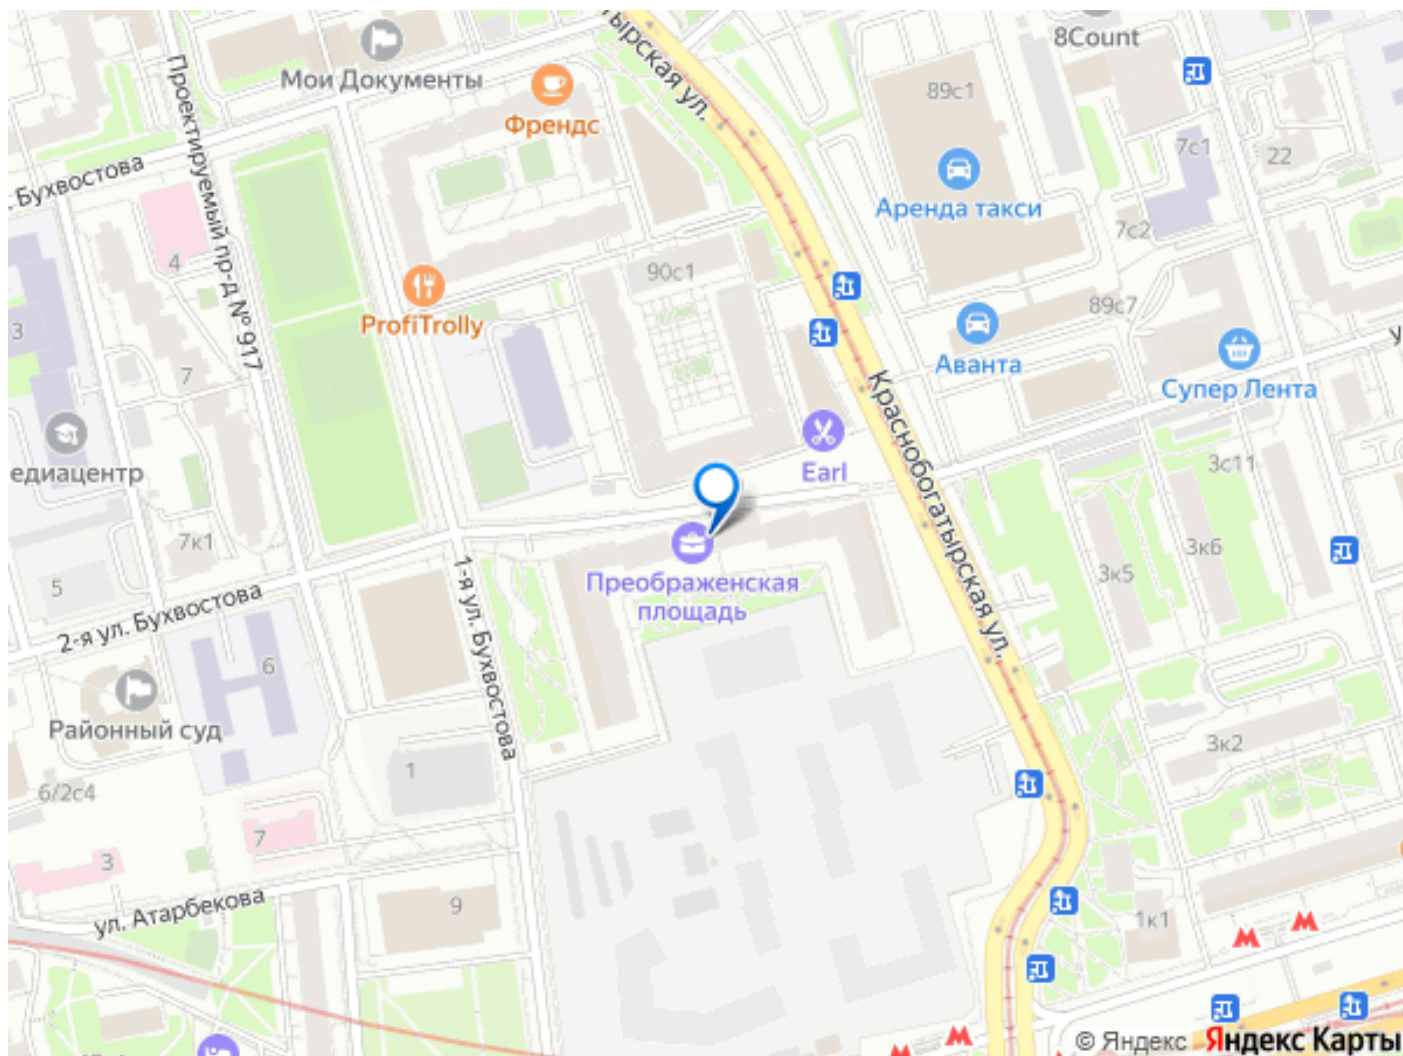 8Count
ырская ул.
Мои Документы
Френдс
89с1
Проектируемый пр-д № 917
7с1
22
Бухвостова
Аренда такси
7с2
4
90с1
89с7
ProfiTrolly
3
Аванта
Супер Лента
7
Краснобогатырская ул.
едиацентр
Earl
3с11
7к1
3к6
5
Преображенская
площадь
3к5
1-я ул. Бухвостова
2-я ул. Бухвостова
6
Районный суд
3к2
1
6/2с4
7
3
ул. Атарбекова
9
1к1
© Яндекс Яндекс Карты